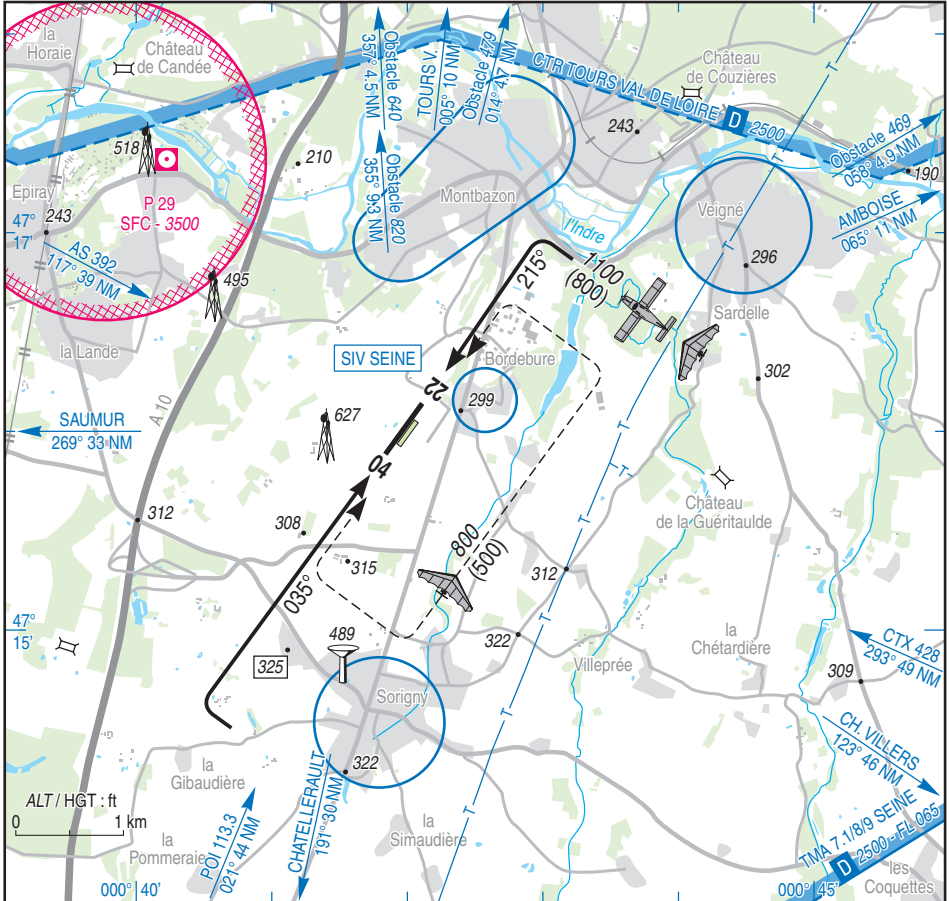 la
Horaie
Château
de Candée
518
P 29
SFC - 3500
Epiray
243
47°
17'
AS 392
117° 39 NM
210
495
la Lande
A 10
Obstacle 640
357° 4.5 NM
Obstacle 820
355° 9.3 NM
TOURS V.
005° 10 NM
Obstacle 479
014° 4.7 NM
CTR TOURS VAL DE LOIRE D 2500
Château
de Couzières
243
Obstacle 469
058° 4.9 NM
190
AMBOISE
065° 11 NM
Montbazon
l'Indre
Veigné
296
Sardelle
302
1100
(800)
215°
Bordebure
SIV SEINE
22
299
04
627
SAUMUR
269° 33 NM
312
308
315
035°
800
(500)
Château
de la Guéritaulde
312
322
47°
15'
489
325
Sorigny
322
Villeprée
la
Chétardière
309
CTX 428
293° 49 NM
CH. VILLERS
123° 46 NM
TMA 7.1/8/9 SEINE
D 2500 - FL 065
la
Gibaudière
ALT / HGT : ft
0 1 km
la
Pommeraie
POI 113.3
021° 44 NM
CHATELLERAULT
191° 30 NM
la
Simaudière
les
Coquettes
000° 40'
000° 45'
T
T
T
T
T
T
T
T